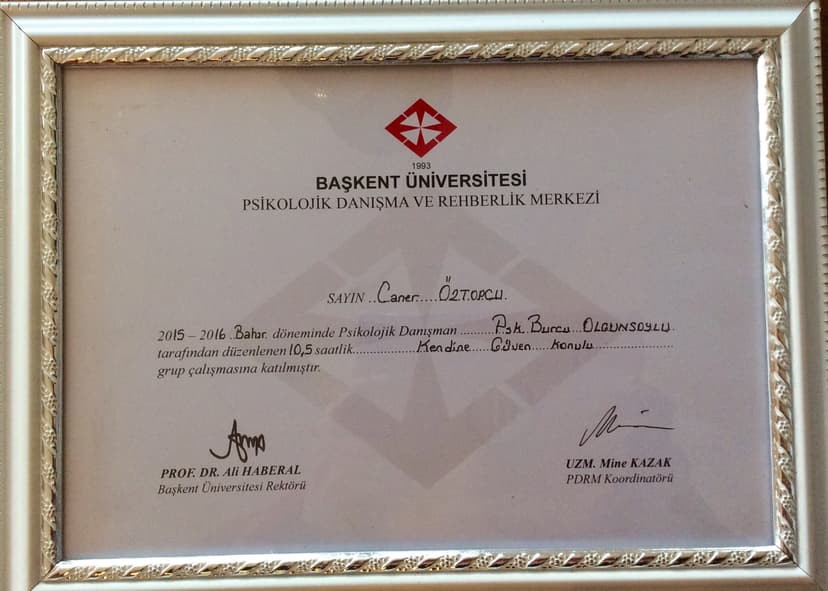 1993
BAŞKENT ÜNİVERSİTESİ
PSİKOLOJİK DANIŞMA VE REHBERLİK MERKEZİ
SAYIN ..Caner....ÖZTOPCU.
2015 – 2016 .Bahar. döneminde Psikolojik Danışman ..........Psk. Burcu OLGUNSOYLU.
tarafından düzenlenen 10,5 saatlik...................Kendine.....Güven.....konulu........................
grup çalışmasına katılmıştır.
PROF. DR. Ali HABERAL
Başkent Üniversitesi Rektörü
UZM. Mine KAZAK
PDRM Koordinatörü